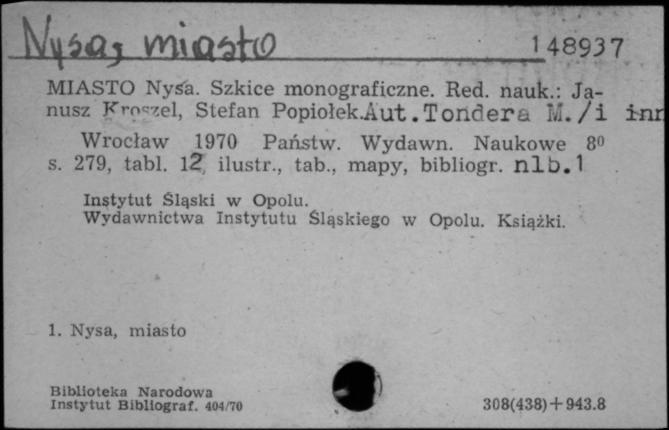 Nysa, miasto
148937
MIASTO Nysa. Szkice monograficzne. Red. nauk.: Ja-
nusz Kroszel, Stefan Popiołek. Aut. Tondera M. /i inn
Wrocław 1970 Państw. Wydawn. Naukowe 8⁰
s. 279, tabl. 12, ilustr., tab., mapy, bibliogr. nlb.1
Instytut Śląski w Opolu.
Wydawnictwa Instytutu Śląskiego w Opolu. Książki.
1. Nysa, miasto
Biblioteka Narodowa
Instytut Bibliograf. 404/70
308(438)+943.8